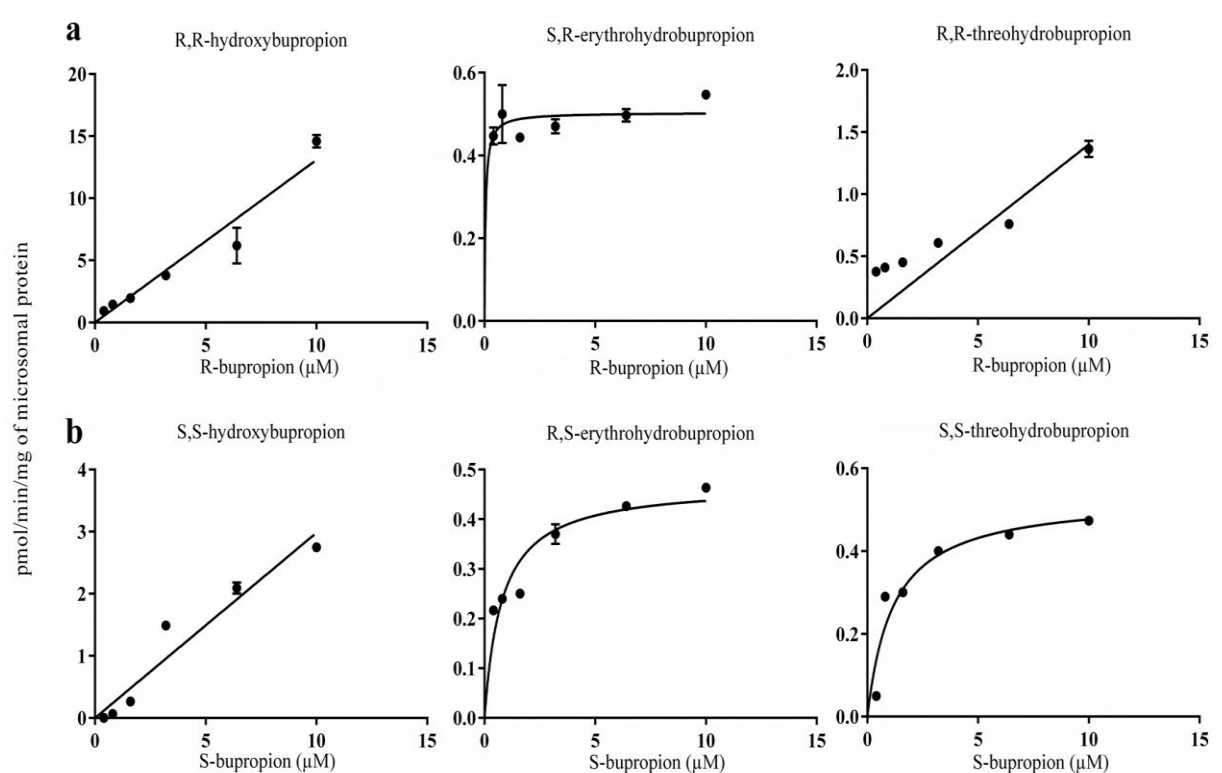 a
R,R-hydroxybupropion
S,R-erythrohydrobupropion
R,R-threohydrobupropion
20
15
10
5
0
0 5 10 15
R-bupropion (µM)
0.6
0.4
0.2
0.0
0 5 10 15
R-bupropion (µM)
2.0
1.5
1.0
0.5
0.0
0 5 10 15
R-bupropion (µM)
pmol/min/mg of microsomal protein
b
S,S-hydroxybupropion
R,S-erythrohydrobupropion
S,S-threohydrobupropion
4
3
2
1
0
0 5 10 15
S-bupropion (µM)
0.5
0.4
0.3
0.2
0.1
0.0
0 5 10 15
S-bupropion (µM)
0.6
0.4
0.2
0.0
0 5 10 15
S-bupropion (µM)